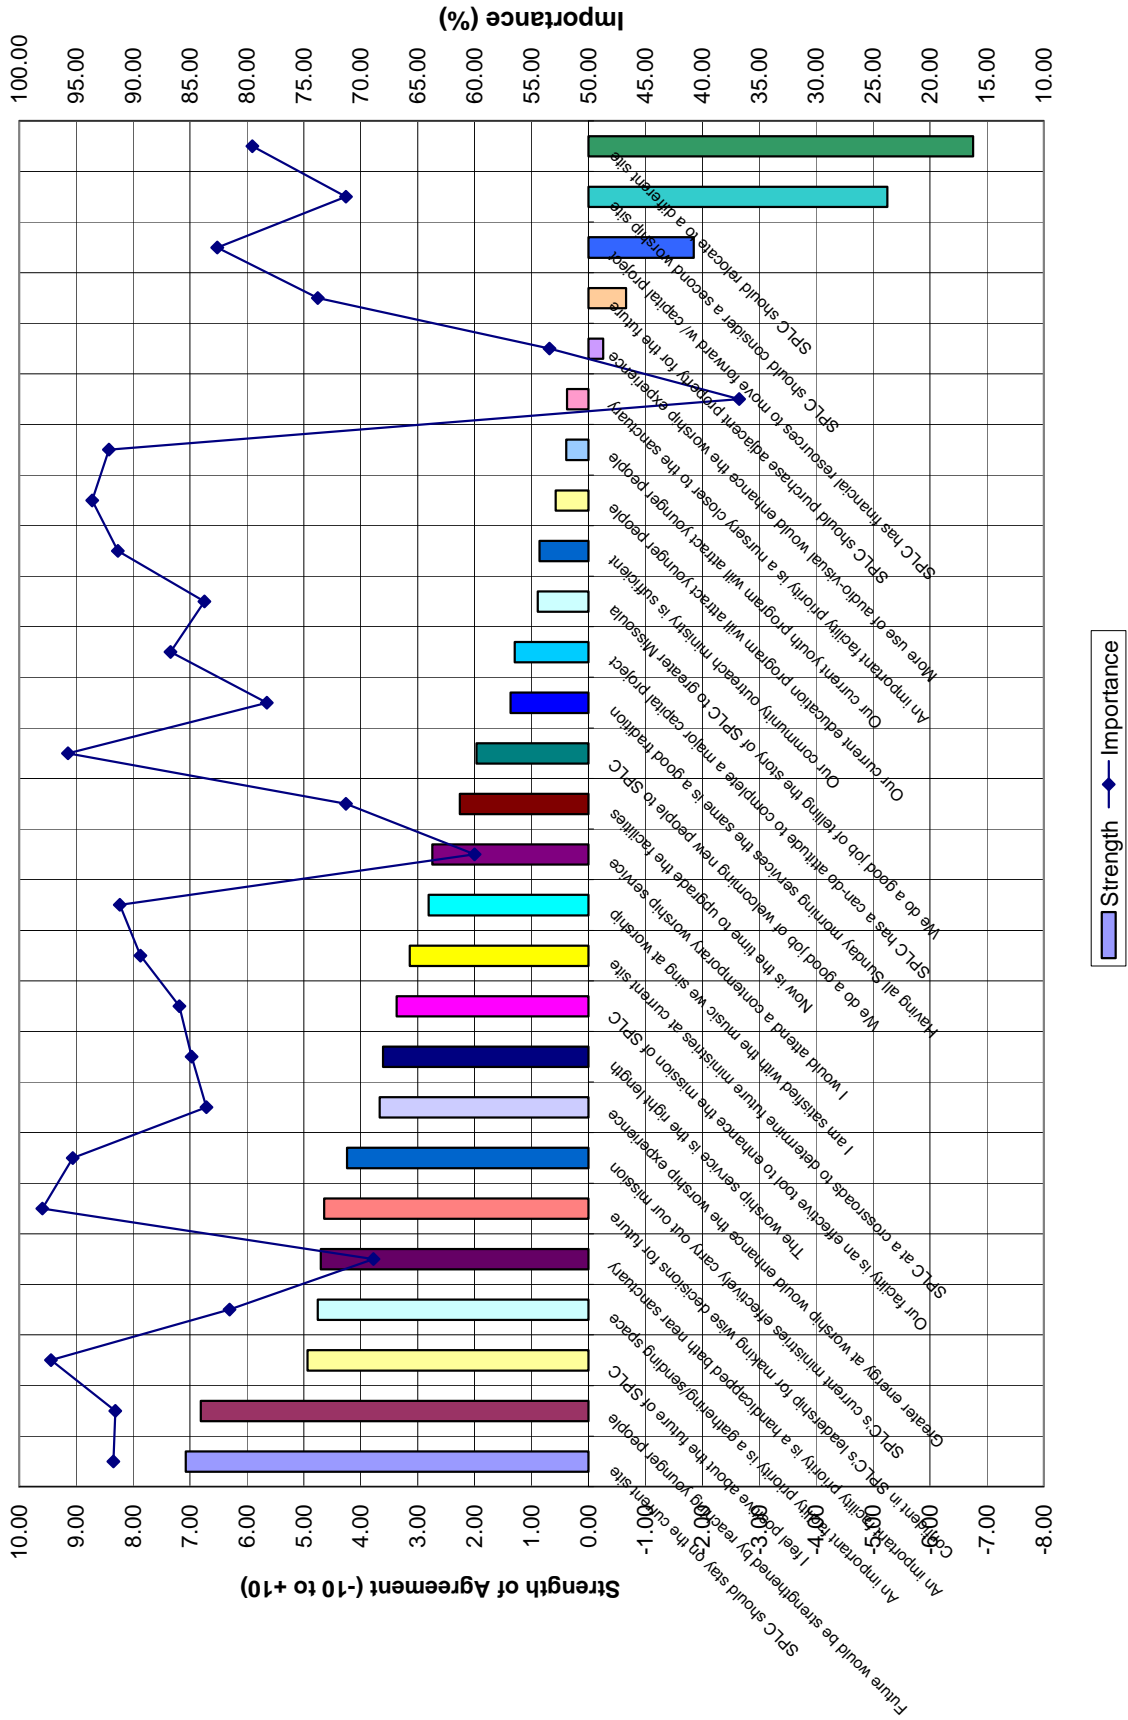 Strength of Agreement (-10 to +10)
10.00
9.00
8.00
7.00
6.00
5.00
4.00
3.00
2.00
1.00
0.00
-1.00
-2.00
-3.00
-4.00
-5.00
-6.00
-7.00
-8.00
SPLC should stay on the current site
Future would be strengthened by reaching younger people
I feel positive about the future of SPLC
An important facility priority is a gathering/sending space
An important facility priority is a handicapped bath near sanctuary
Confident in SPLC's leadership for making wise decisions for future
SPLC's current ministries effectively carry out our mission
Greater energy at worship would enhance the worship experience
The worship service is the right length
Our facility is an effective tool to enhance the mission of SPLC
SPLC at a crossroads to determine future ministries at current site
I am satisfied with the music we sing at worship
I would attend a contemporary worship service
Now is the time to upgrade the facilities
We do a good job of welcoming new people to SPLC
Having all Sunday morning services the same is a good tradition
SPLC has a can-do attitude to complete a major capital project
We do a good job of telling the story of SPLC to greater Missoula
Our community outreach ministry is sufficient
Our current education program will attract younger people
Our current youth program will attract younger people
An important facility priority is a nursery closer to the sanctuary
More use of audio-visual would enhance the worship experience
SPLC should purchase adjacent property for the future
SPLC has financial resources to move forward w/ capital project
SPLC should consider a second worship site
SPLC should relocate to a different site
100.00
95.00
90.00
85.00
80.00
75.00
70.00
65.00
60.00
55.00
50.00
45.00
40.00
35.00
30.00
25.00
20.00
15.00
10.00
Importance (%)
Strength
Importance